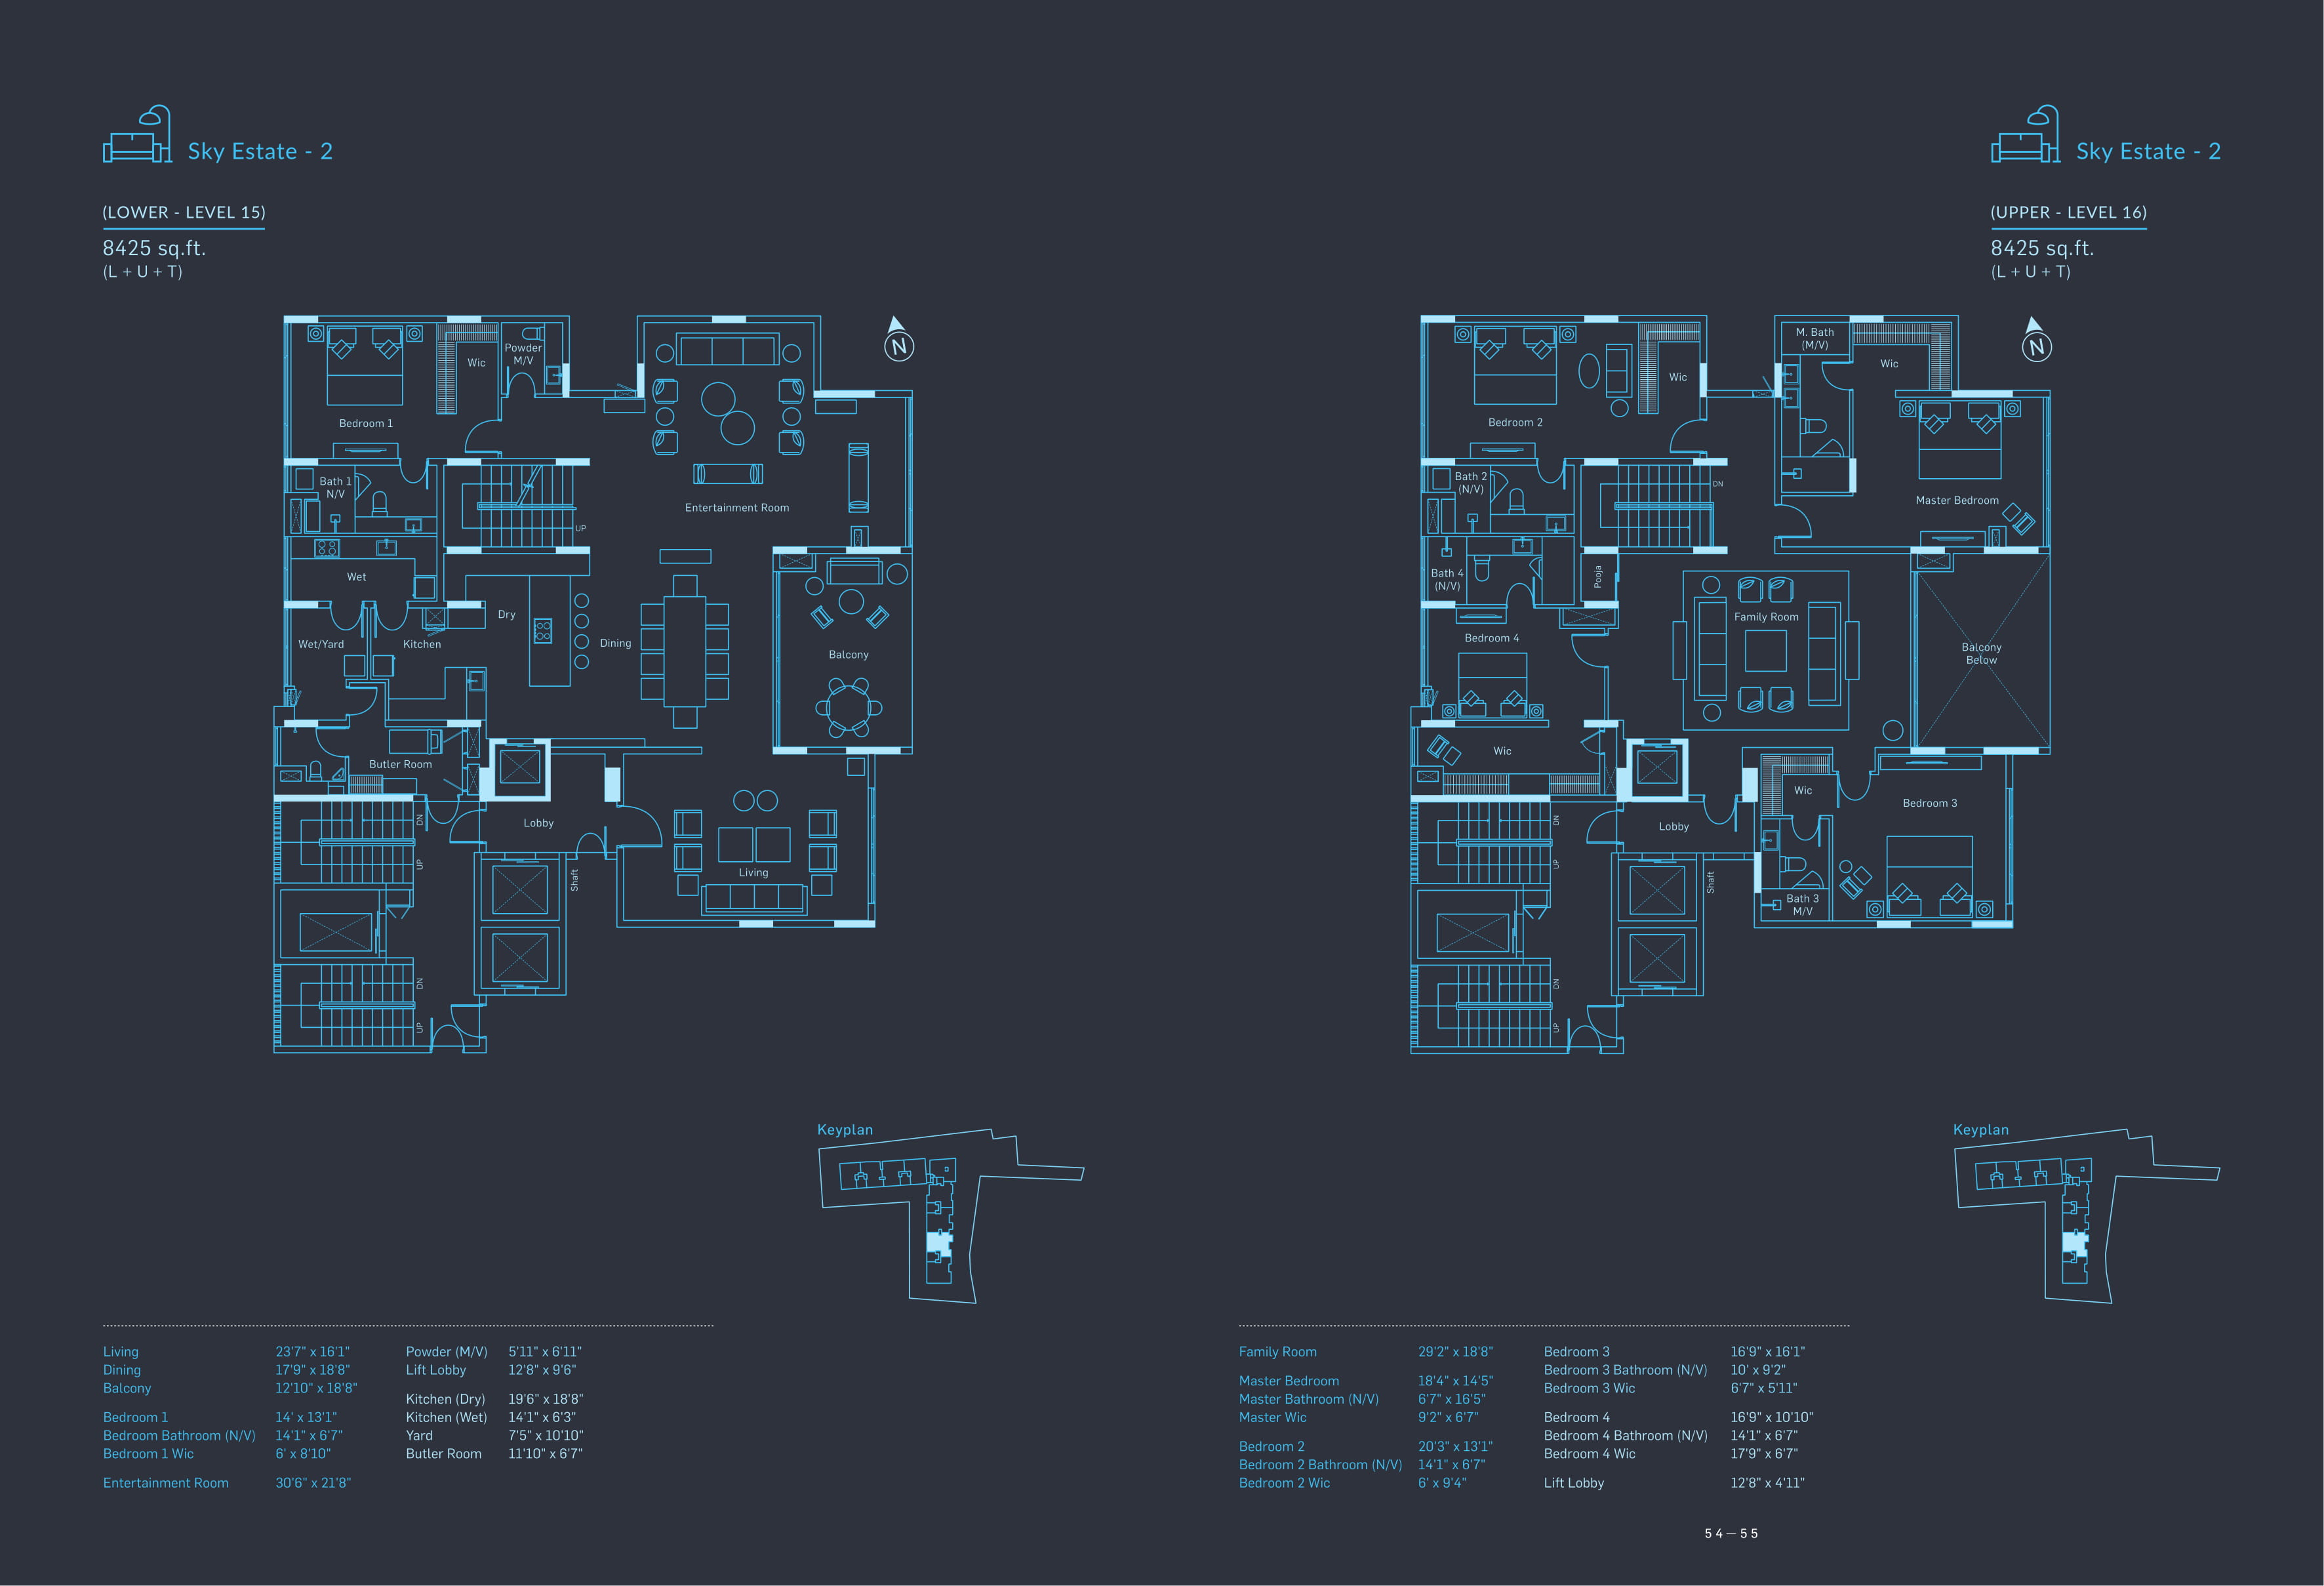 Sky Estate - 2
(LOWER - LEVEL 15)
8425 sq.ft.
(L + U + T)
N
Bedroom 1
Wic
Powder
M/V
Bath 1
N/V
UP
Entertainment Room
Wet
Dry
Dining
Wet/Yard
Kitchen
Balcony
Butler Room
DN
UP
Lobby
Living
Shaft
DN
UP
Keyplan
Living 23'7" x 16'1"
Dining 17'9" x 18'8"
Balcony 12'10" x 18'8"
Bedroom 1 14' x 13'1"
Bedroom Bathroom (N/V) 14'1" x 6'7"
Bedroom 1 Wic 6' x 8'10"
Entertainment Room 30'6" x 21'8"
Powder (M/V) 5'11" x 6'11"
Lift Lobby 12'8" x 9'6"
Kitchen (Dry) 19'6" x 18'8"
Kitchen (Wet) 14'1" x 6'3"
Yard 7'5" x 10'10"
Butler Room 11'10" x 6'7"
Sky Estate - 2
(UPPER - LEVEL 16)
8425 sq.ft.
(L + U + T)
N
Bedroom 2
Wic
M. Bath
(M/V)
Wic
Bath 2
(N/V)
DN
Master Bedroom
Bath 4
(N/V)
Pooja
Family Room
Bedroom 4
Balcony
Below
Wic
Wic
Bedroom 3
DN
UP
Lobby
Shaft
Bath 3
M/V
DN
UP
Keyplan
Family Room 29'2" x 18'8"
Master Bedroom 18'4" x 14'5"
Master Bathroom (N/V) 6'7" x 16'5"
Master Wic 9'2" x 6'7"
Bedroom 2 20'3" x 13'1"
Bedroom 2 Bathroom (N/V) 14'1" x 6'7"
Bedroom 2 Wic 6' x 9'4"
Bedroom 3 16'9" x 16'1"
Bedroom 3 Bathroom (N/V) 10' x 9'2"
Bedroom 3 Wic 6'7" x 5'11"
Bedroom 4 16'9" x 10'10"
Bedroom 4 Bathroom (N/V) 14'1" x 6'7"
Bedroom 4 Wic 17'9" x 6'7"
Lift Lobby 12'8" x 4'11"
54—55